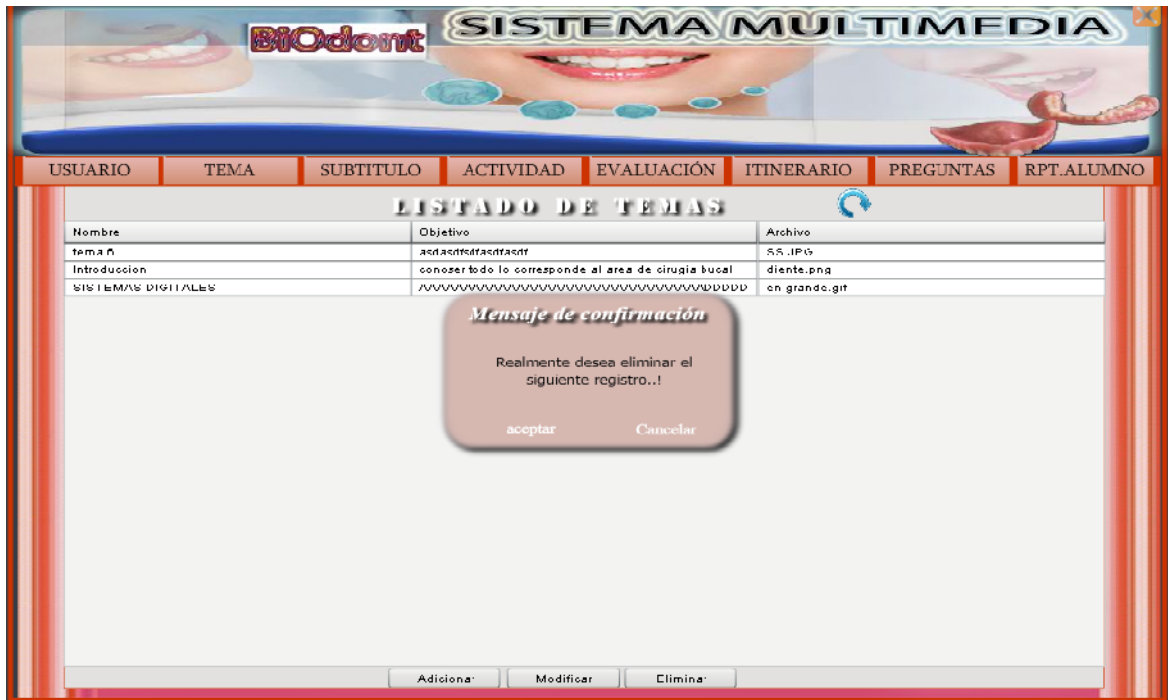 BiOdont SISTEMA MULTIMEDIA
USUARIO TEMA SUBTITULO ACTIVIDAD EVALUACIÓN ITINERARIO PREGUNTAS RPT.ALUMNO
LISTADO DE TEMAS
Nombre Objetivo Archivo
tema 6 asdasdfsdfasdfasdf SS.JPG
Introduccion conoser todo lo corresponde al area de cirugia bucal diente.png
SISTEMAS DIGITALES en grande.gif
Mensaje de confirmación
Realmente desea eliminar el
siguiente registro..!
aceptar Cancelar
Adicionar Modificar Eliminar